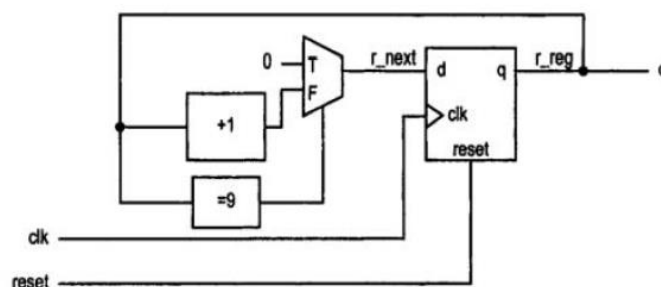 0
T
r_next
d
q
r_reg
F
+1
clk
reset
=9
clk
reset